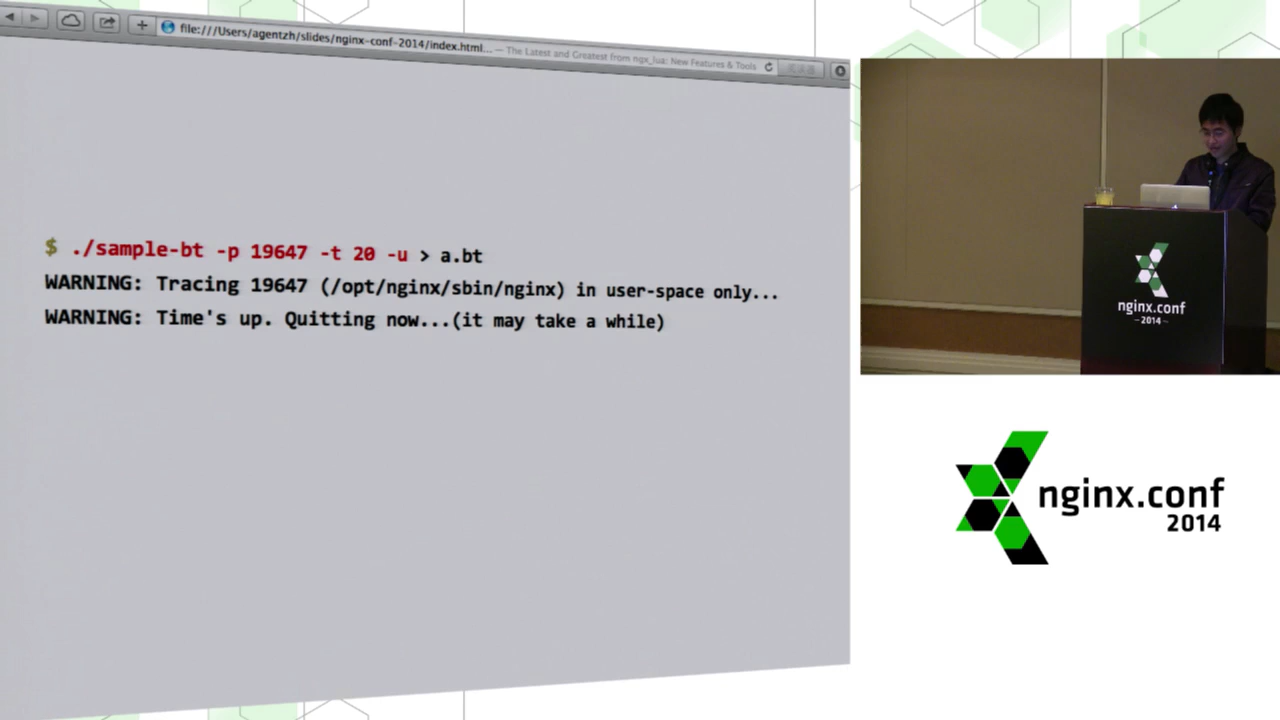 file:///Users/agentzh/slides/nginx-conf-2014/index.html... — The Latest and Greatest from ngx_lua: New Features & Tools
$ ./sample-bt -p 19647 -t 20 -u > a.bt
WARNING: Tracing 19647 (/opt/nginx/sbin/nginx) in user-space only...
WARNING: Time's up. Quitting now...(it may take a while)
nginx.conf
—2014—
nginx.conf
2014